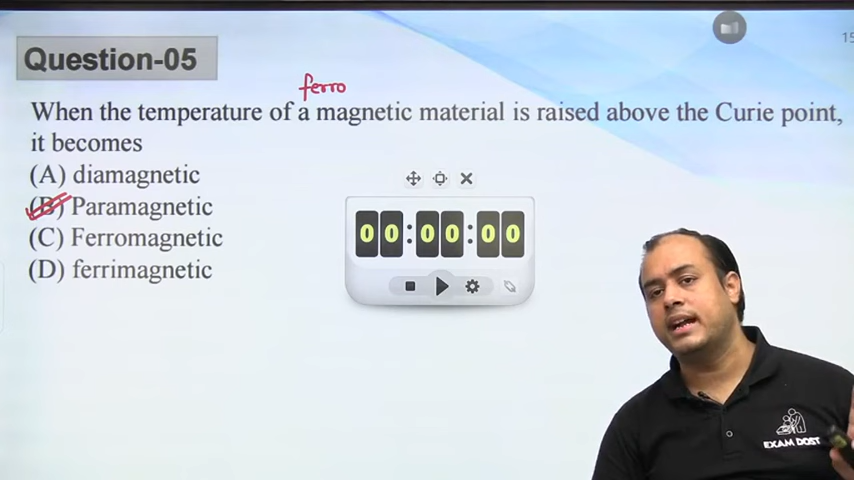 15
Question-05
ferro
When the temperature of a magnetic material is raised above the Curie point,
it becomes
(A) diamagnetic
(B) Paramagnetic
(C) Ferromagnetic
(D) ferrimagnetic
00:00:00
EXAM DOST